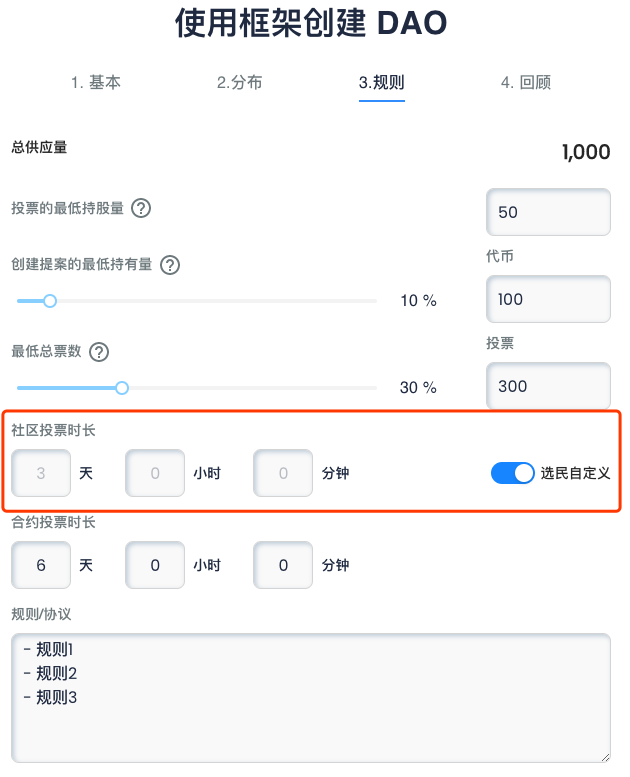 使用框架创建 DAO
1. 基本 2.分布 3.规则 4. 回顾
总供应量 1,000
投票的最低持股量 ? 50
创建提案的最低持有量 ? 代币
10 % 100
最低总票数 ? 投票
30 % 300
社区投票时长
3 天 0 小时 0 分钟 选民自定义
合约投票时长
6 天 0 小时 0 分钟
规则/协议
- 规则1
- 规则2
- 规则3